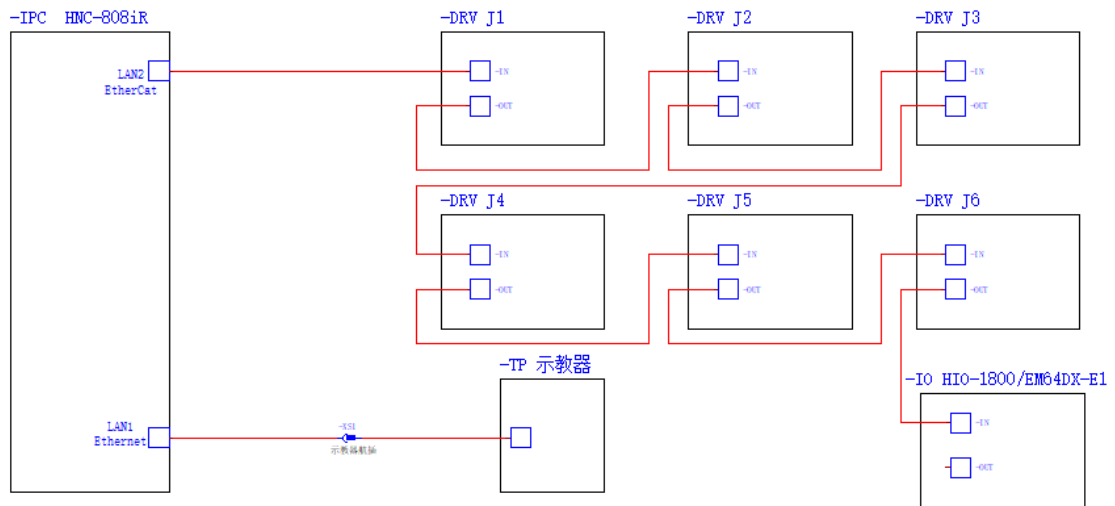 -IPC HNC-808iR
-DRV J1
-DRV J2
-DRV J3
LAN2
EtherCat
-IN
-OUT
-IN
-OUT
-IN
-OUT
-DRV J4
-DRV J5
-DRV J6
-IN
-OUT
-IN
-OUT
-IN
-OUT
-TP 示教器
-IO HIO-1800/EM64DX-E1
LAN1
Ethernet
-XS1
示教器航插
-IN
-OUT